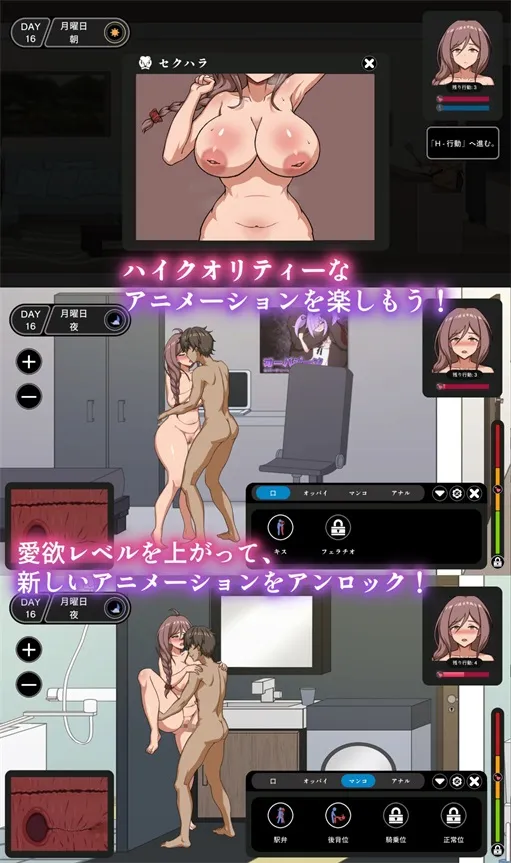 DAY
16
月曜日
朝
セクハラ
残り行動:3
「H-行動」へ進む。
ハイクオリティーな
アニメーションを楽しもう!
DAY
16
月曜日
夜
残り行動:3
口
オッパイ
マンコ
アナル
キス
フェラチオ
愛欲レベルを上がって、
新しいアニメーションをアンロック!
DAY
16
月曜日
夜
残り行動:4
口
オッパイ
マンコ
アナル
駅弁
後背位
騎乗位
正常位